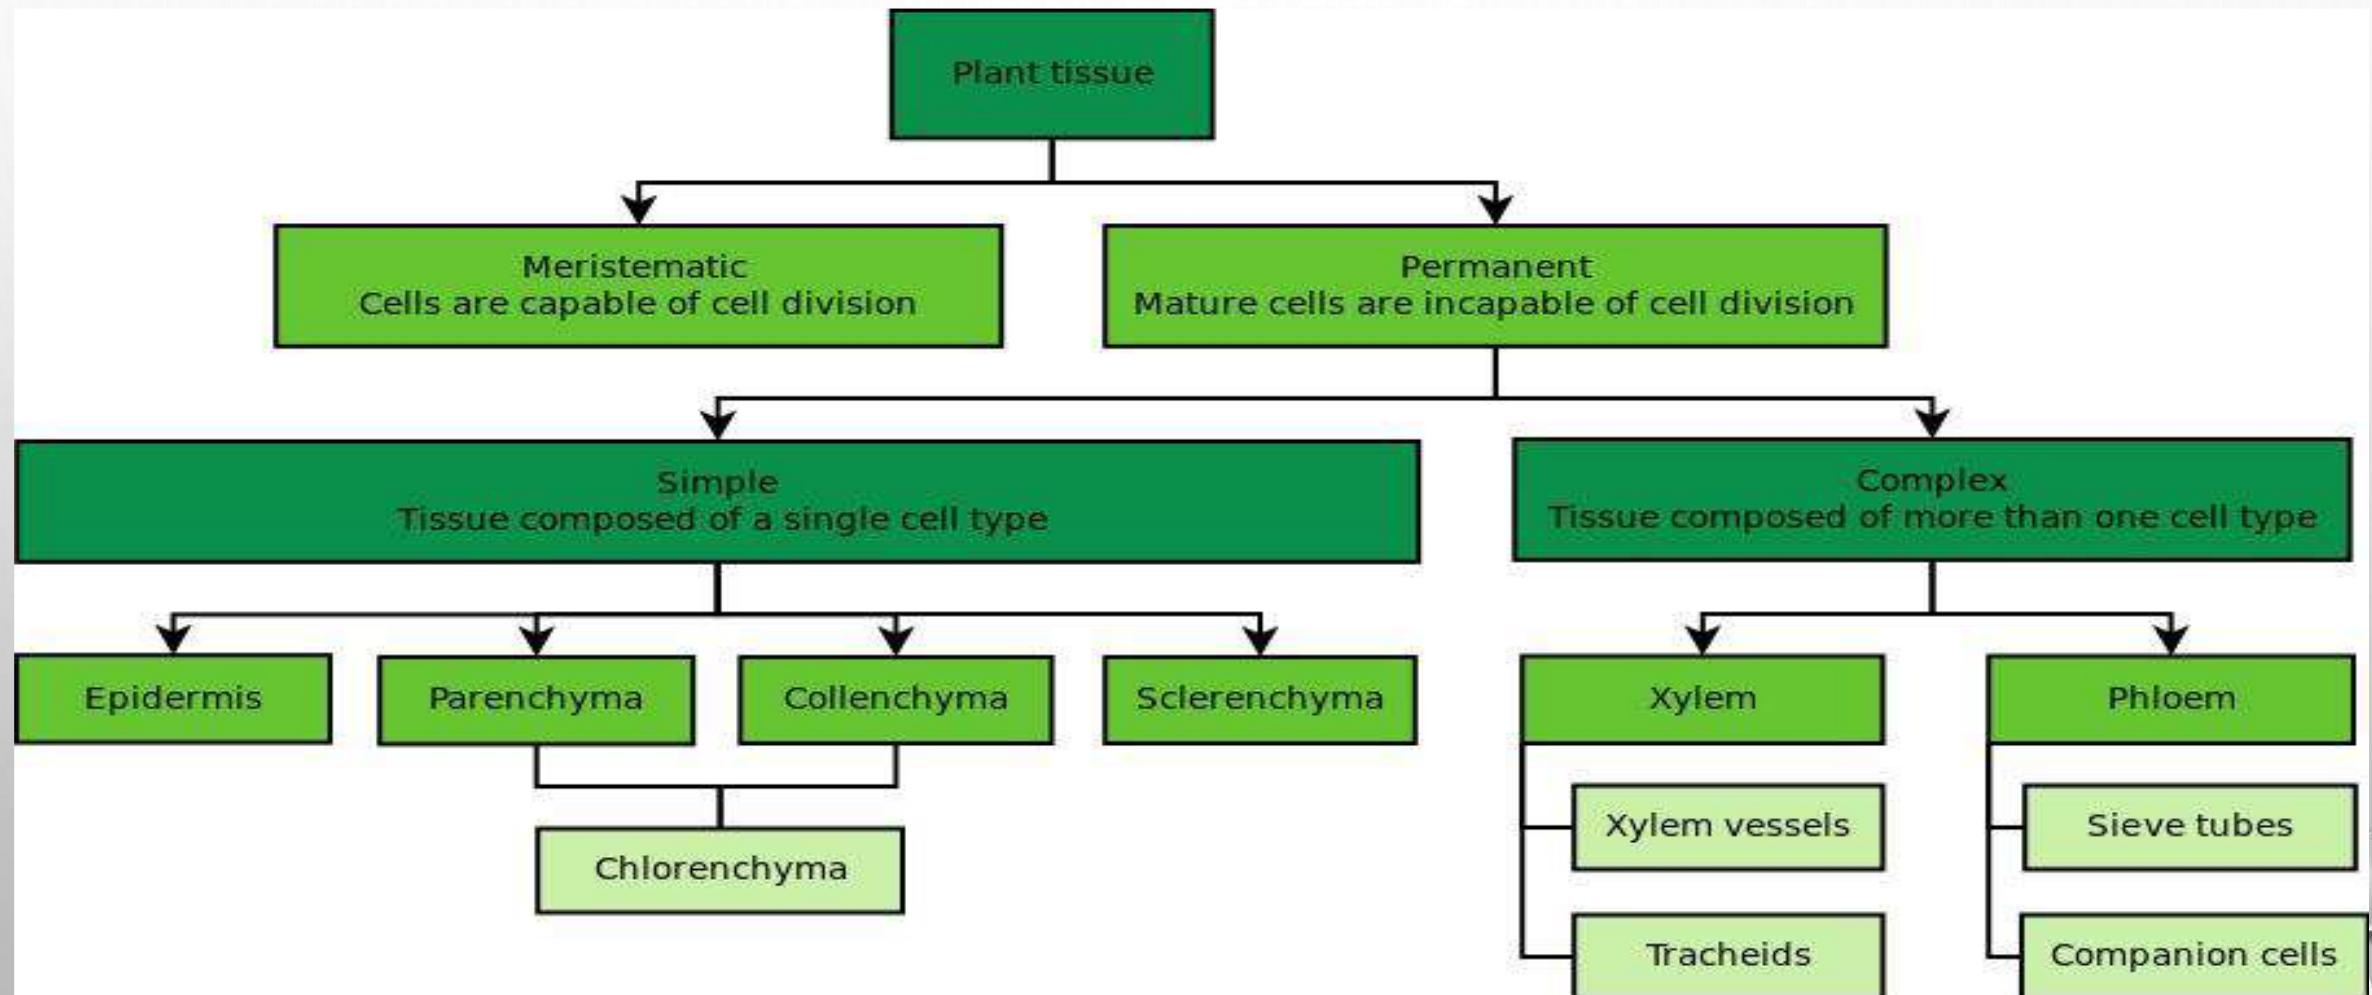 Plant tissue
Meristematic
Cells are capable of cell division
Permanent
Mature cells are incapable of cell division
Simple
Tissue composed of a single cell type
Complex
Tissue composed of more than one cell type
Epidermis
Parenchyma
Collenchyma
Sclerenchyma
Xylem
Phloem
Chlorenchyma
Xylem vessels
Sieve tubes
Tracheids
Companion cells